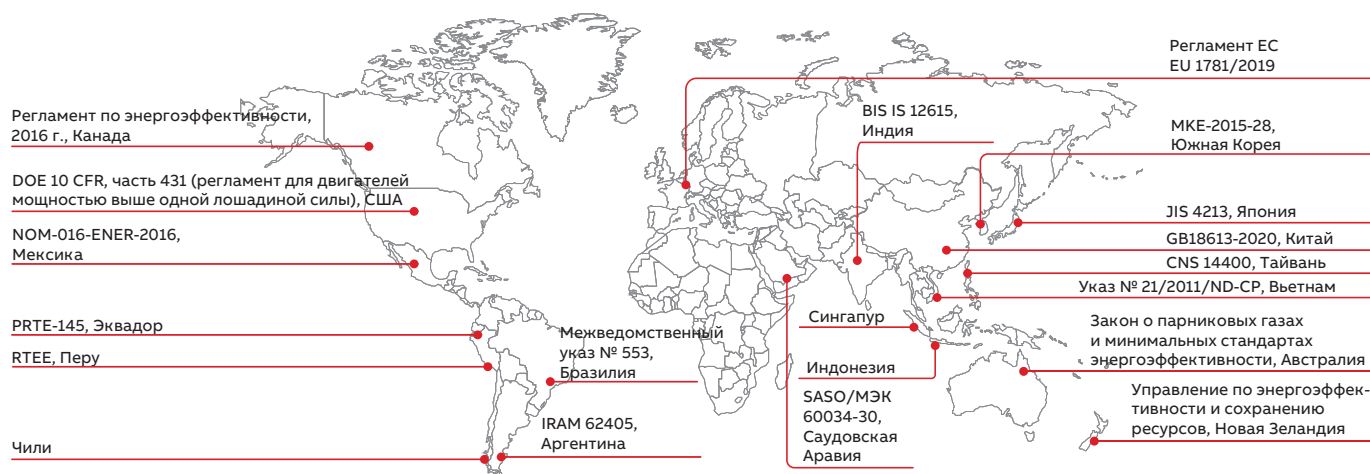 Регламент по энергоэффективности,
2016 г., Канада
DOE 10 CFR, часть 431 (регламент для двигателей
мощностью выше одной лошадиной силы), США
NOM-016-ENER-2016,
Мексика
PRTE-145, Эквадор
RTEE, Перу
Чили
Межведомственный
указ № 553,
Бразилия
IRAM 62405,
Аргентина
Регламент ЕС
EU 1781/2019
BIS IS 12615,
Индия
MKE-2015-28,
Южная Корея
JIS 4213, Япония
GB18613-2020, Китай
CNS 14400, Тайвань
Указ № 21/2011/ND-CP, Вьетнам
Сингапур
Индонезия
SASO/МЭК
60034-30,
Саудовская
Аравия
Закон о парниковых газах
и минимальных стандартах
энергоэффективности, Австралия
Управление по энергоэффек-
тивности и сохранению
ресурсов, Новая Зеландия